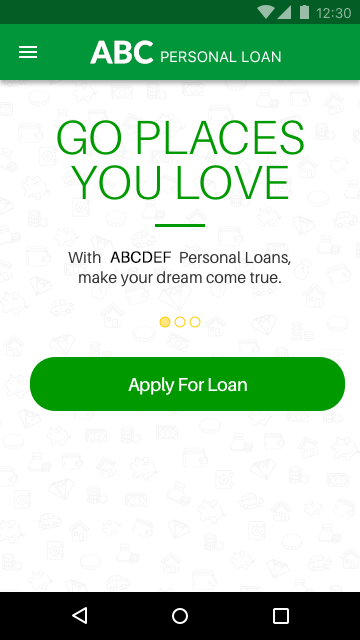 12:30
ABC PERSONAL LOAN
GO PLACES
YOU LOVE
With ABCDEF Personal Loans,
make your dream come true.
Apply For Loan